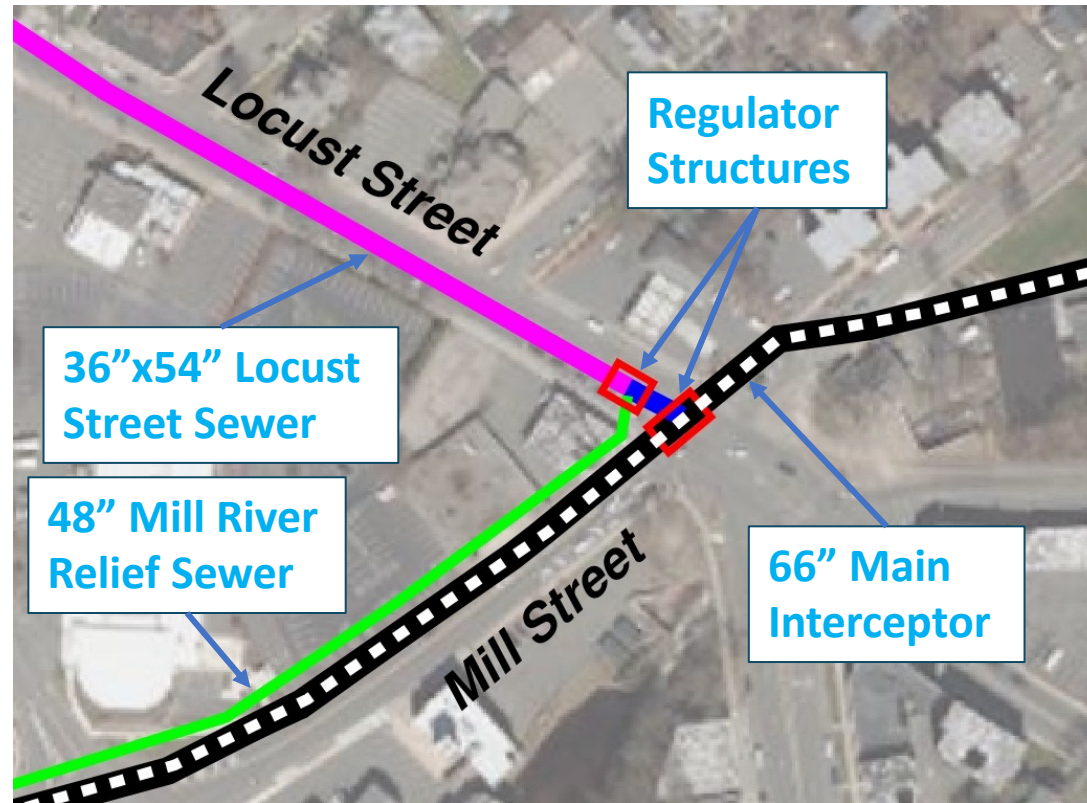 Locust Street
Regulator
Structures
36”x54” Locust
Street Sewer
48” Mill River
Relief Sewer
Mill Street
66” Main
Interceptor